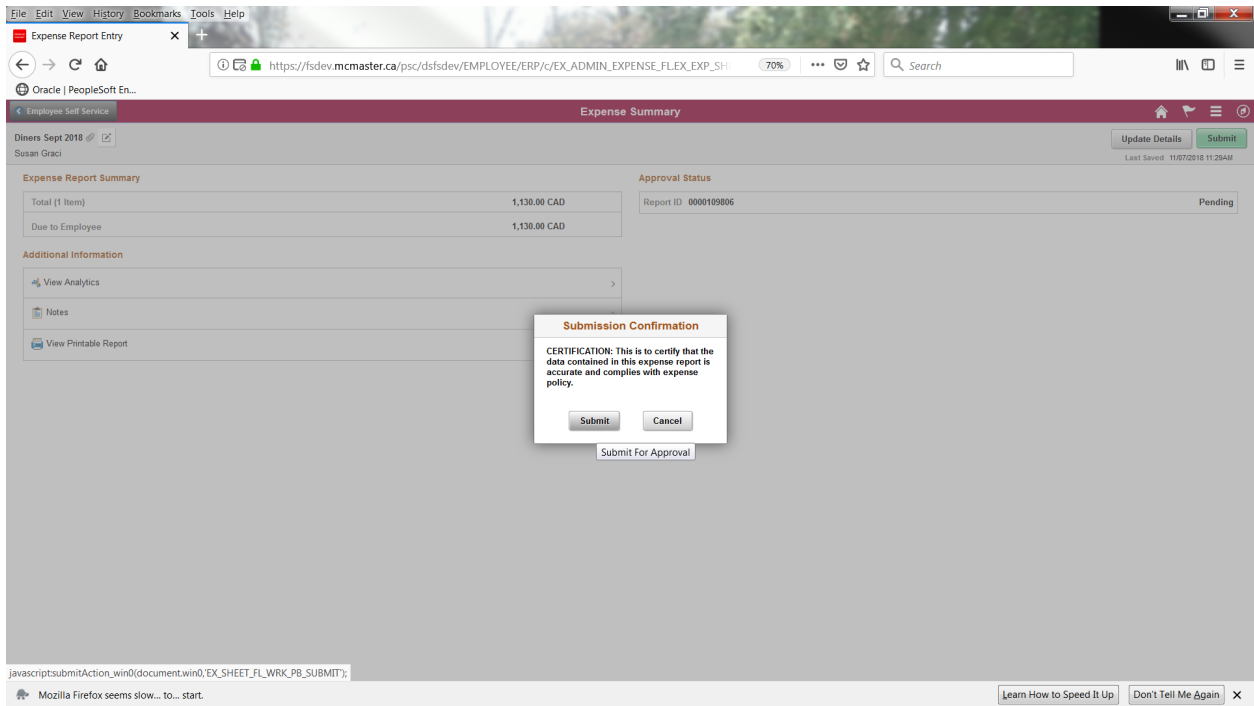 File Edit View History Bookmarks Tools Help
Expense Report Entry
https://fsdev.mcmaster.ca/psc/dsfsdev/EMPLOYEE/ERP/c/EX_ADMIN_EXPENSE_FL.EX_EXP_SH 70% Search
Oracle | PeopleSoft En...
Employee Self Service Expense Summary
Diners Sept 2018 Update Details Submit
Susan Graci Last Saved 11/07/2018 11:29AM
Expense Report Summary Approval Status
Total (1 Item) 1,130.00 CAD Report ID 0000109806 Pending
Due to Employee 1,130.00 CAD
Additional Information
View Analytics
Notes
View Printable Report
Submission Confirmation
CERTIFICATION: This is to certify that the
data contained in this expense report is
accurate and complies with expense
policy.
Submit Cancel
Submit For Approval
javascript:submitAction_win0(document.win0,'EX_SHEET_FL_WRK_PB_SUBMIT');
Mozilla Firefox seems slow... to... start. Learn How to Speed It Up Don't Tell Me Again